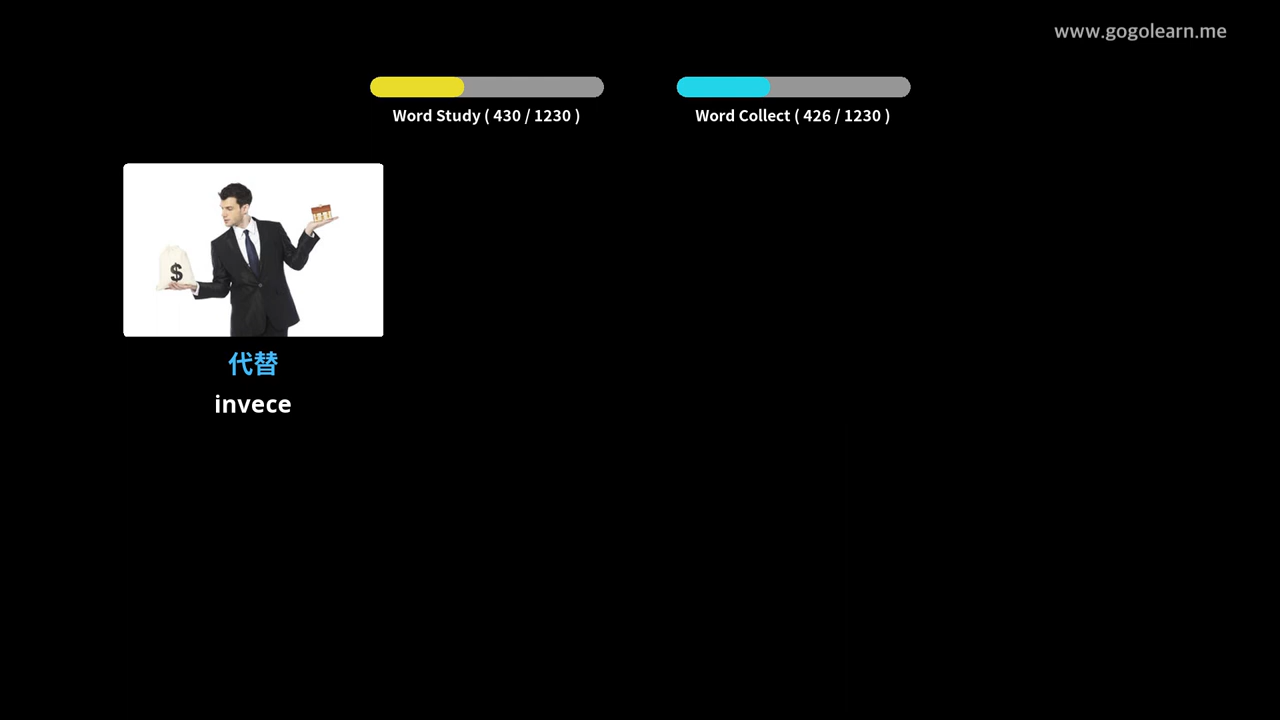 www.gogolearn.me
Word Study ( 430 / 1230 )
Word Collect ( 426 / 1230 )
$
代替
invece